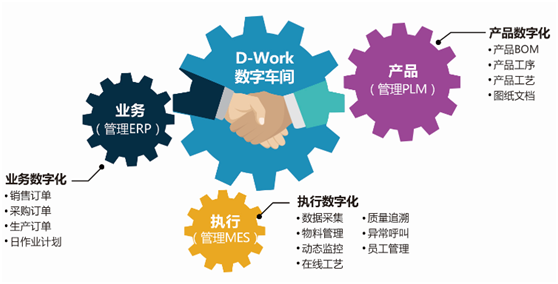 D-Work
数字车间
业务
（管理ERP）
产品
（管理PLM）
执行
（管理MES）
产品数字化
• 产品BOM
• 产品工序
• 产品工艺
• 图纸文档
业务数字化
• 销售订单
• 采购订单
• 生产订单
• 日作业计划
执行数字化
• 数据采集
• 物料管理
• 动态监控
• 在线工艺
• 质量追溯
• 异常呼叫
• 员工管理